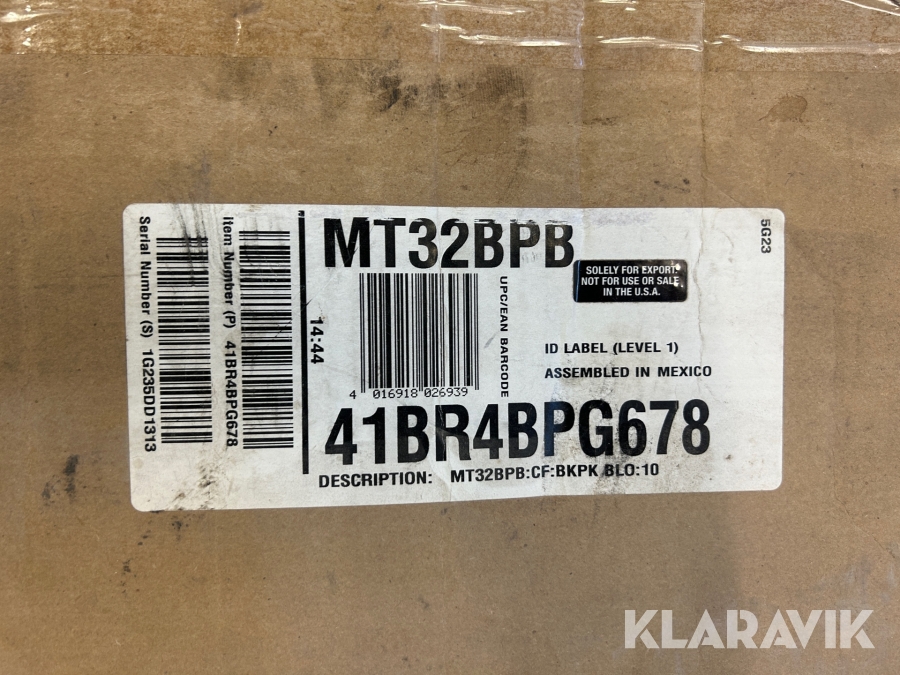 Serial Number (S) 1G235DD1313
Item Number (P) 41BR4BPG678
14:44
MT32BPB
UPC/EAN BARCODE
4 016918 026939
SOLELY FOR EXPORT.
NOT FOR USE OR SALE
IN THE U.S.A.
5G23
ID LABEL (LEVEL 1)
ASSEMBLED IN MEXICO
41BR4BPG678
DESCRIPTION: MT32BPB:CF:BKPK BLO:10
KLARAVIK